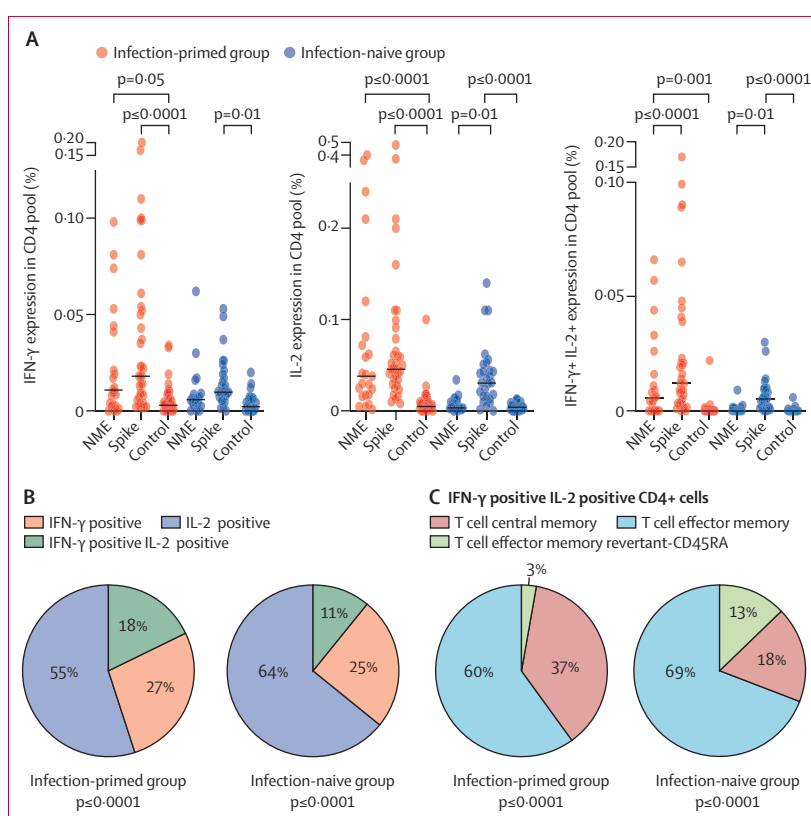 A
Infection-primed group Infection-naive group
p=0·05
p≤0·0001 p=0·01
0·20
0·15
0·10
0·05
0
IFN-γ expression in CD4 pool (%)
NME Spike Control NME Spike Control
p≤0·0001 p≤0·0001
p≤0·0001 p=0·01
0·5
0·4
0·2
0·1
0
IL-2 expression in CD4 pool (%)
NME Spike Control NME Spike Control
p=0·001 p≤0·0001
p≤0·0001 p=0·01
0·20
0·15
0·10
0·05
0
IFN-γ+ IL-2+ expression in CD4 pool (%)
NME Spike Control NME Spike Control
B
IFN-γ positive IL-2 positive
IFN-γ positive IL-2 positive
18%
55%
27%
Infection-primed group
p≤0·0001
11%
64% 25%
Infection-naive group
p≤0·0001
C IFN-γ positive IL-2 positive CD4+ cells
T cell central memory T cell effector memory
T cell effector memory revertant-CD45RA
3%
60% 37%
Infection-primed group
p≤0·0001
13%
69% 18%
Infection-naive group
p≤0·0001